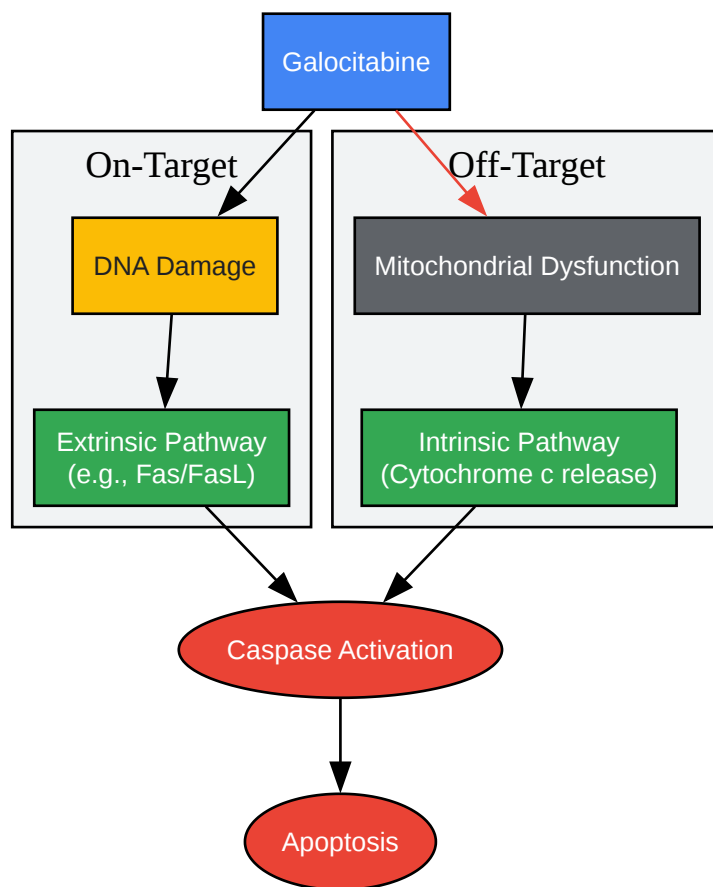 Galocitabine
On-Target
Off-Target
DNA Damage
Mitochondrial Dysfunction
Extrinsic Pathway
(e.g., Fas/FasL)
Intrinsic Pathway
(Cytochrome c release)
Caspase Activation
Apoptosis